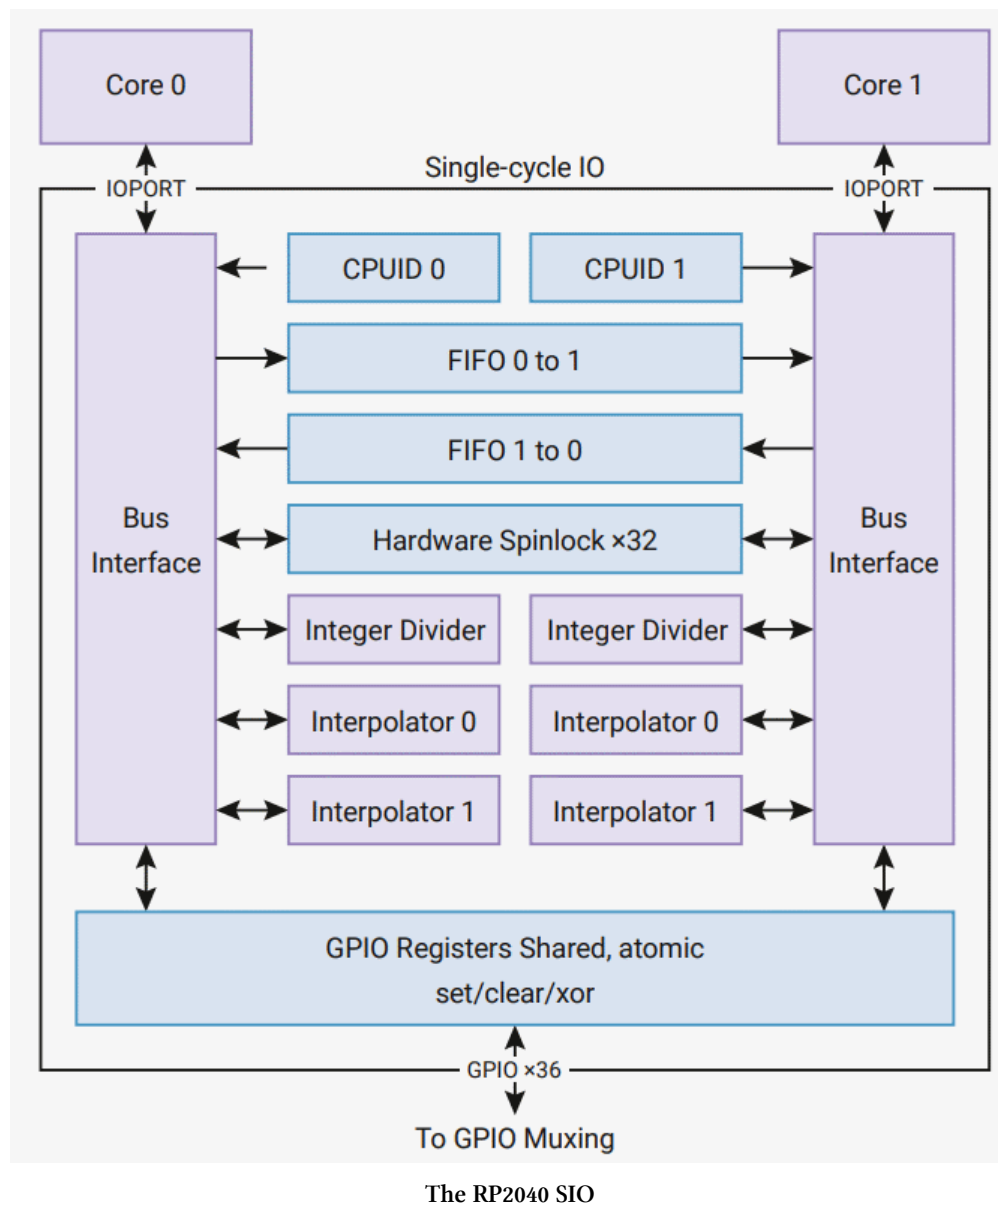 Core 0
Core 1
Single-cycle IO
IOPORT
IOPORT
CPUID 0
CPUID 1
FIFO 0 to 1
FIFO 1 to 0
Bus
Interface
Hardware Spinlock ×32
Bus
Interface
Integer Divider
Integer Divider
Interpolator 0
Interpolator 0
Interpolator 1
Interpolator 1
GPIO Registers Shared, atomic
set/clear/xor
GPIO ×36
To GPIO Muxing
The RP2040 SIO